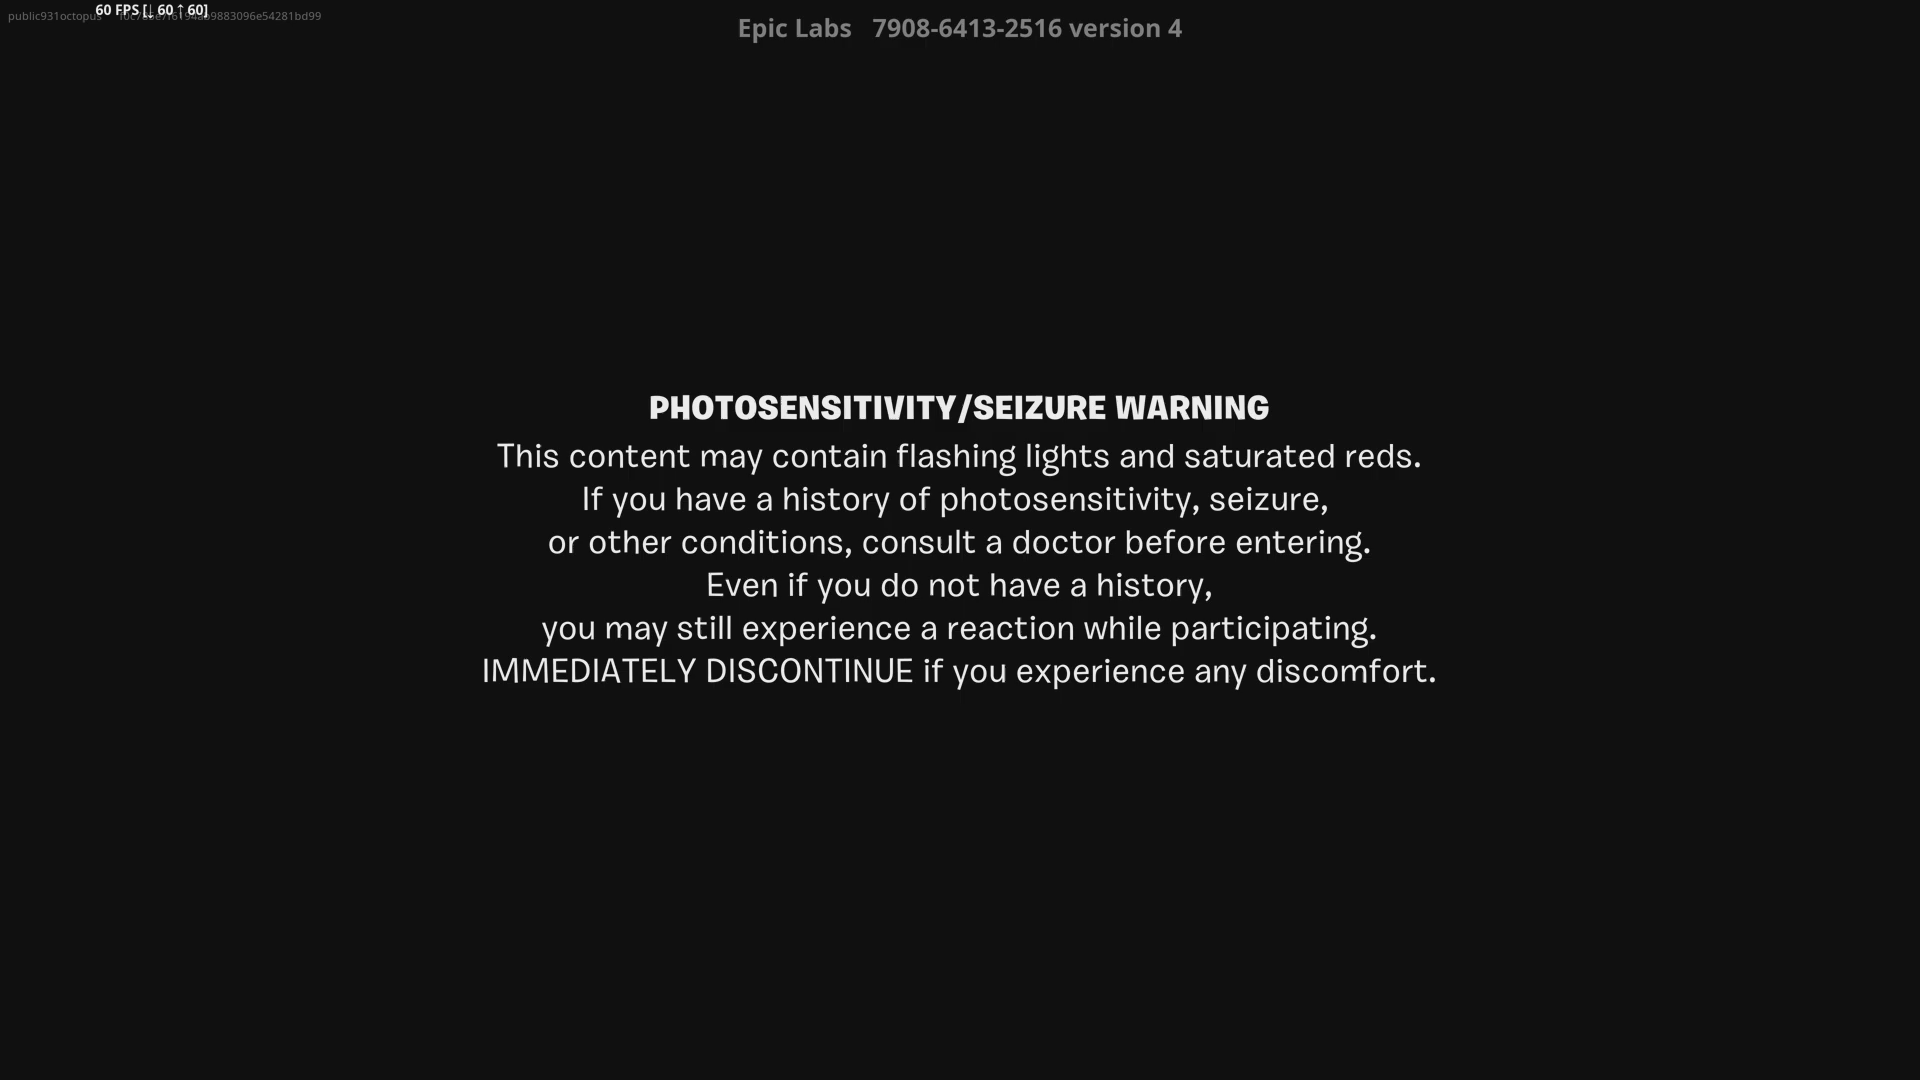 public931octopus
60 FPS [↓ 60 ↑ 60]
Epic Labs 7908-6413-2516 version 4
PHOTOSENSITIVITY/SEIZURE WARNING
This content may contain flashing lights and saturated reds.
If you have a history of photosensitivity, seizure,
or other conditions, consult a doctor before entering.
Even if you do not have a history,
you may still experience a reaction while participating.
IMMEDIATELY DISCONTINUE if you experience any discomfort.